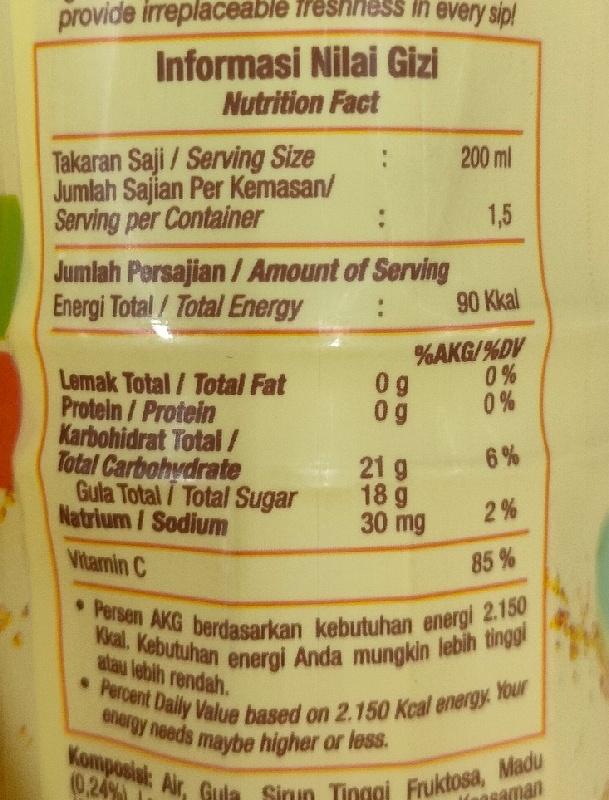 provide irreplaceable freshness in every sip!
Informasi Nilai Gizi
Nutrition Fact
Takaran Saji / Serving Size : 200 ml
Jumlah Sajian Per Kemasan/
Serving per Container : 1,5
Jumlah Persajian / Amount of Serving
Energi Total / Total Energy : 90 Kkal
%AKG/%DV
Lemak Total / Total Fat 0 g 0 %
Protein / Protein 0 g 0 %
Karbohidrat Total /
Total Carbohydrate 21 g 6 %
Gula Total / Total Sugar 18 g
Natrium / Sodium 30 mg 2 %
Vitamin C 85 %
• Persen AKG berdasarkan kebutuhan energi 2.150
Kkal. Kebutuhan energi Anda mungkin lebih tinggi
atau lebih rendah.
• Percent Daily Value based on 2.150 Kcal energy. Your
energy needs maybe higher or less.
Komposisi: Air, Gula, Sirup Tinggi Fruktosa, Madu
(0,24%)